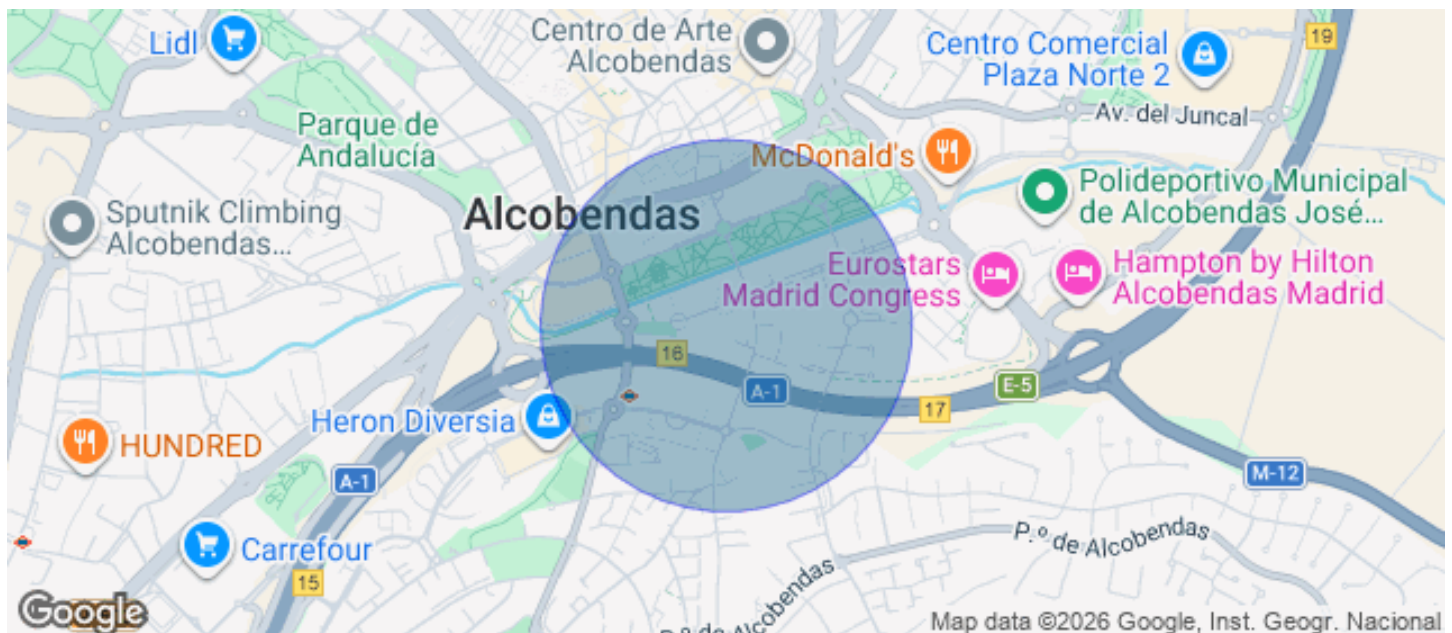 Lidl
Centro de Arte
Alcobendas
Centro Comercial
Plaza Norte 2
19
Av. del Juncal
Parque de
Andalucía
McDonald's
Polideportivo Municipal
de Alcobendas José...
Sputnik Climbing
Alcobendas...
Alcobendas
Eurostars
Madrid Congress
Hampton by Hilton
Alcobendas Madrid
16
A-1
E-5
17
Heron Diversia
HUNDRED
A-1
M-12
Carrefour
P.º de Alcobendas
15
P.º de Alcobendas
Google
Map data ©2026 Google, Inst. Geogr. Nacional